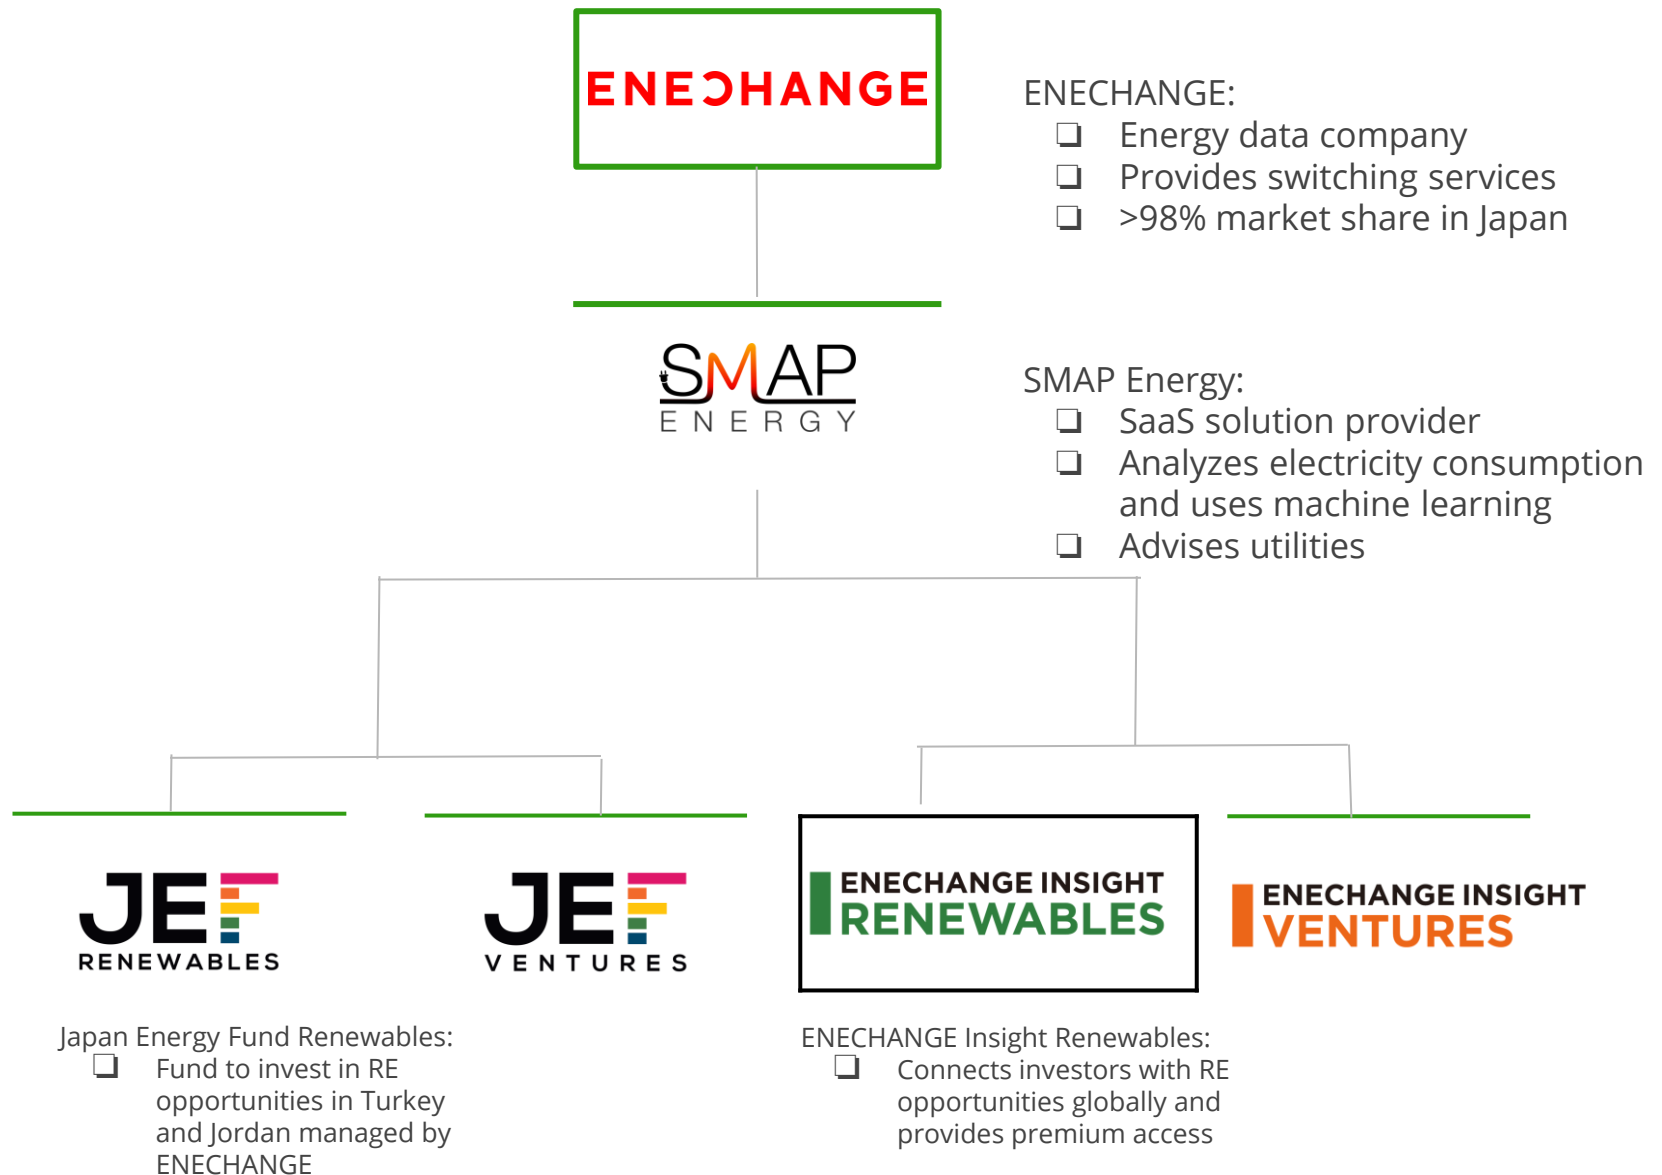 ENECHANGE
ENECHANGE:
❏ Energy data company
❏ Provides switching services
❏ >98% market share in Japan
SMAP
ENERGY
SMAP Energy:
❏ SaaS solution provider
❏ Analyzes electricity consumption
and uses machine learning
❏ Advises utilities
JEF
RENEWABLES
JEF
VENTURES
ENECHANGE INSIGHT
RENEWABLES
ENECHANGE INSIGHT
VENTURES
Japan Energy Fund Renewables:
❏ Fund to invest in RE
opportunities in Turkey
and Jordan managed by
ENECHANGE
ENECHANGE Insight Renewables:
❏ Connects investors with RE
opportunities globally and
provides premium access